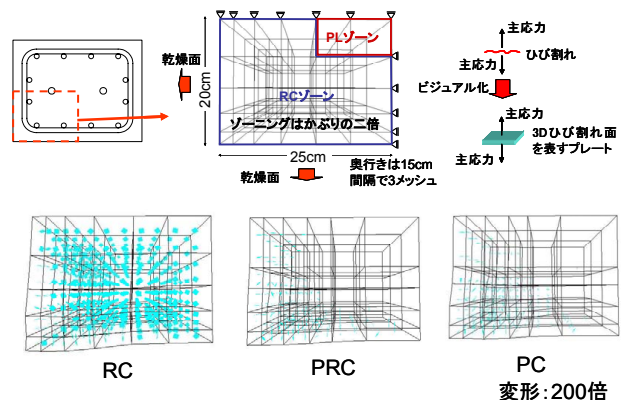 乾燥面
20cm
PLゾーン
RCゾーン
ゾーニングはかぶりの二倍
25cm
乾燥面
奥行きは15cm
間隔で3メッシュ
主応力
ひび割れ
主応力
ビジュアル化
主応力
3Dひび割れ面
を表すプレート
主応力
RC
PRC
PC
変形:200倍